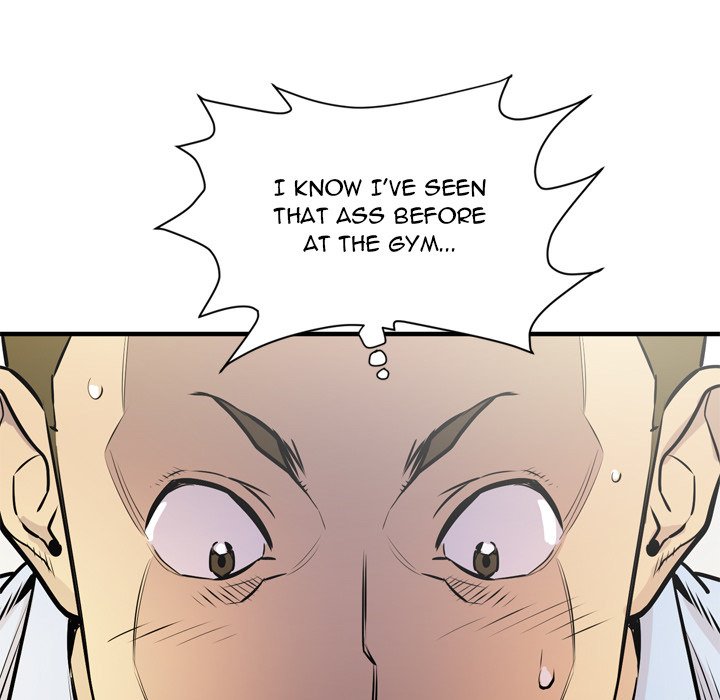 I KNOW I'VE SEEN
THAT ASS BEFORE
AT THE GYM...